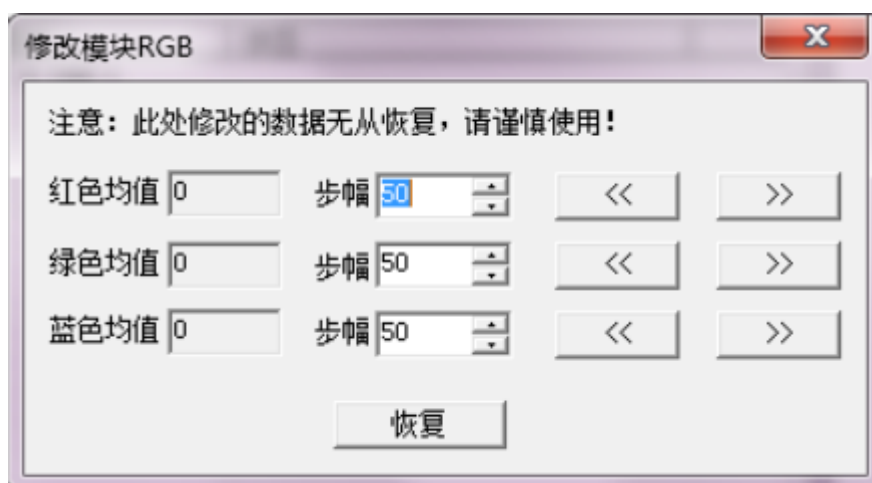 修改模块RGB
注意：此处修改的数据无从恢复，请谨慎使用！
红色均值 0 步幅 50 << >>
绿色均值 0 步幅 50 << >>
蓝色均值 0 步幅 50 << >>
恢复